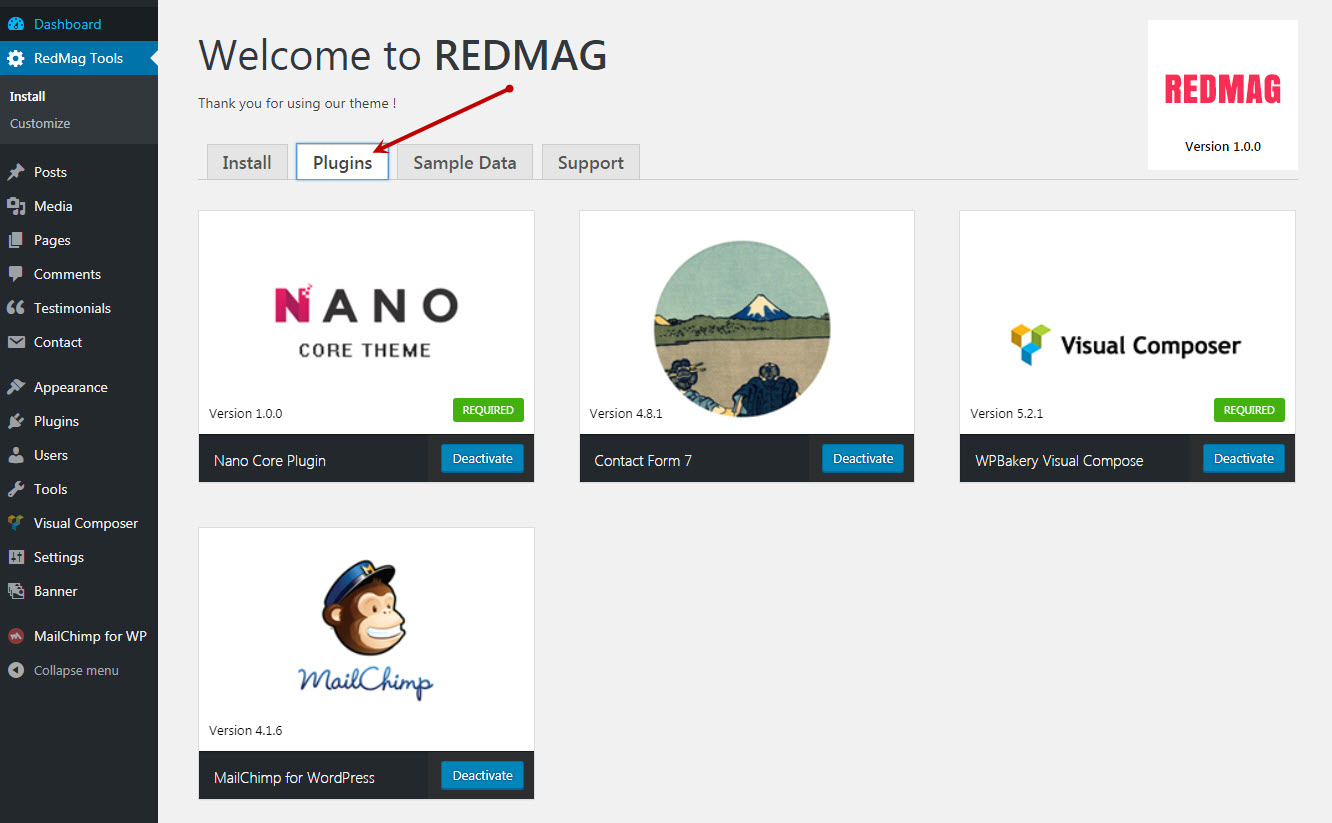 Dashboard
RedMag Tools
Install
Customize
Posts
Media
Pages
Comments
Testimonials
Contact
Appearance
Plugins
Users
Tools
Visual Composer
Settings
Banner
MailChimp for WP
Collapse menu
Welcome to REDMAG
Thank you for using our theme !
REDMAG
Version 1.0.0
Install
Plugins
Sample Data
Support
NANO
CORE THEME
Version 1.0.0
REQUIRED
Nano Core Plugin
Deactivate
Version 4.8.1
Contact Form 7
Deactivate
Visual Composer
Version 5.2.1
REQUIRED
WPBakery Visual Compose
Deactivate
MailChimp
Version 4.1.6
MailChimp for WordPress
Deactivate